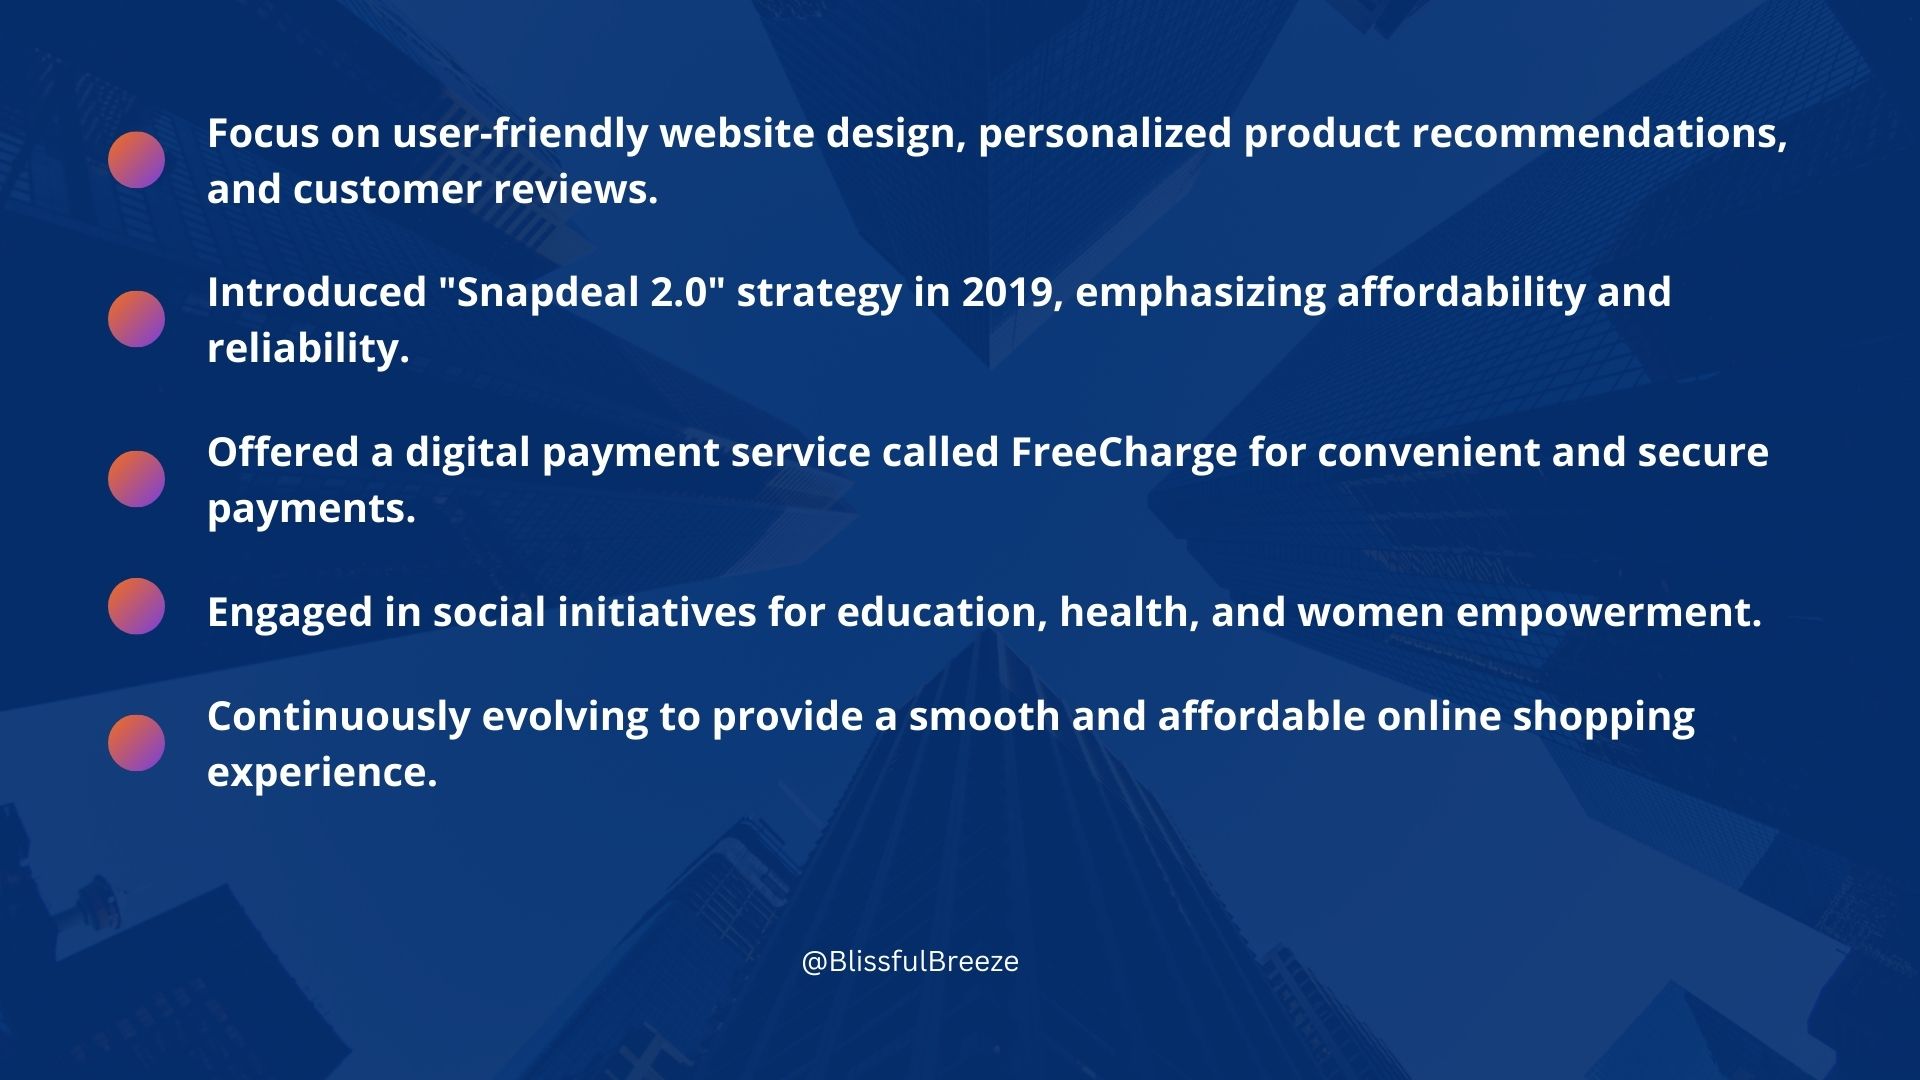 Focus on user-friendly website design, personalized product recommendations,
and customer reviews.
Introduced "Snapdeal 2.0" strategy in 2019, emphasizing affordability and
reliability.
Offered a digital payment service called FreeCharge for convenient and secure
payments.
Engaged in social initiatives for education, health, and women empowerment.
Continuously evolving to provide a smooth and affordable online shopping
experience.
@BlissfulBreeze